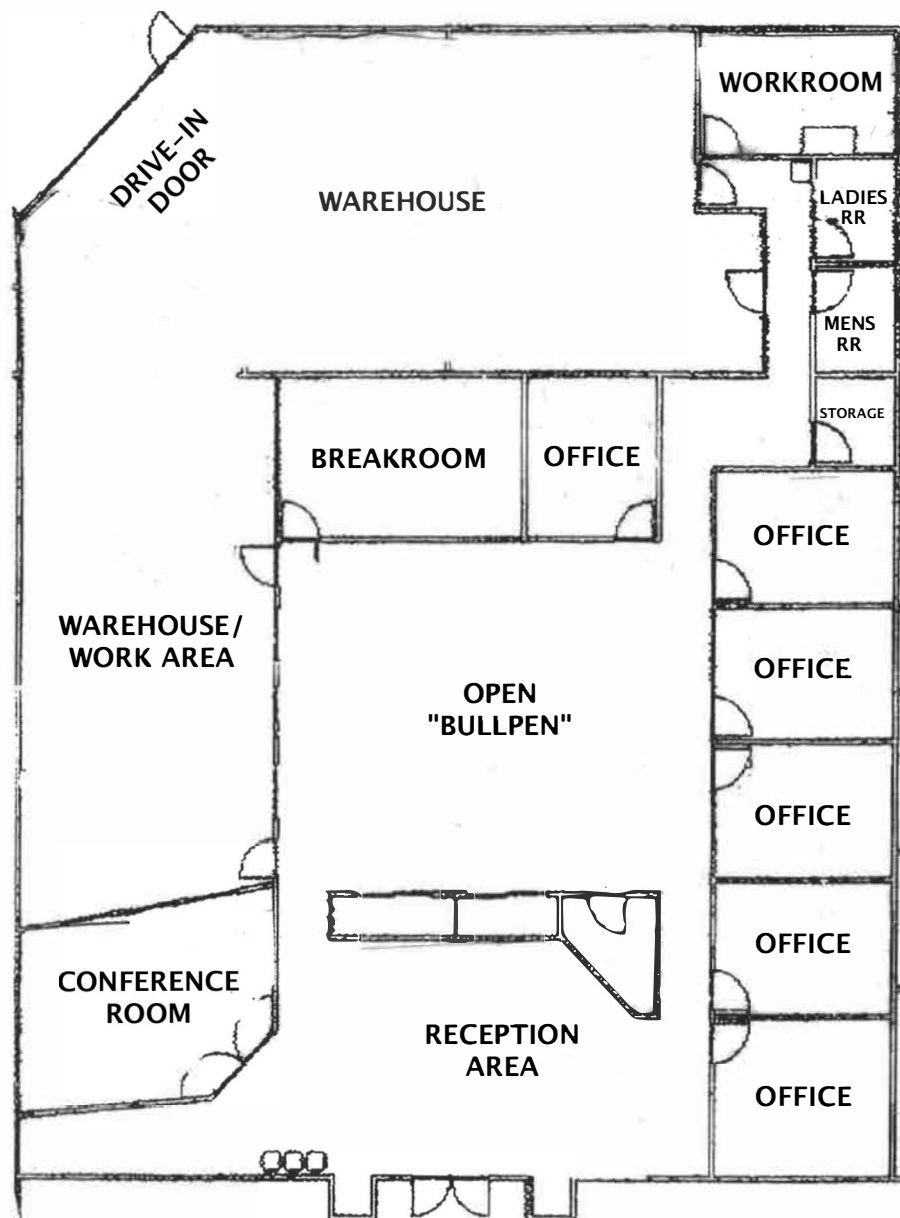 WORKROOM
DRIVE-IN
DOOR
WAREHOUSE
LADIES
RR
MENS
RR
STORAGE
BREAKROOM
OFFICE
OFFICE
WAREHOUSE/
WORK AREA
OPEN
"BULLPEN"
OFFICE
OFFICE
CONFERENCE
ROOM
RECEPTION
AREA
OFFICE
OFFICE